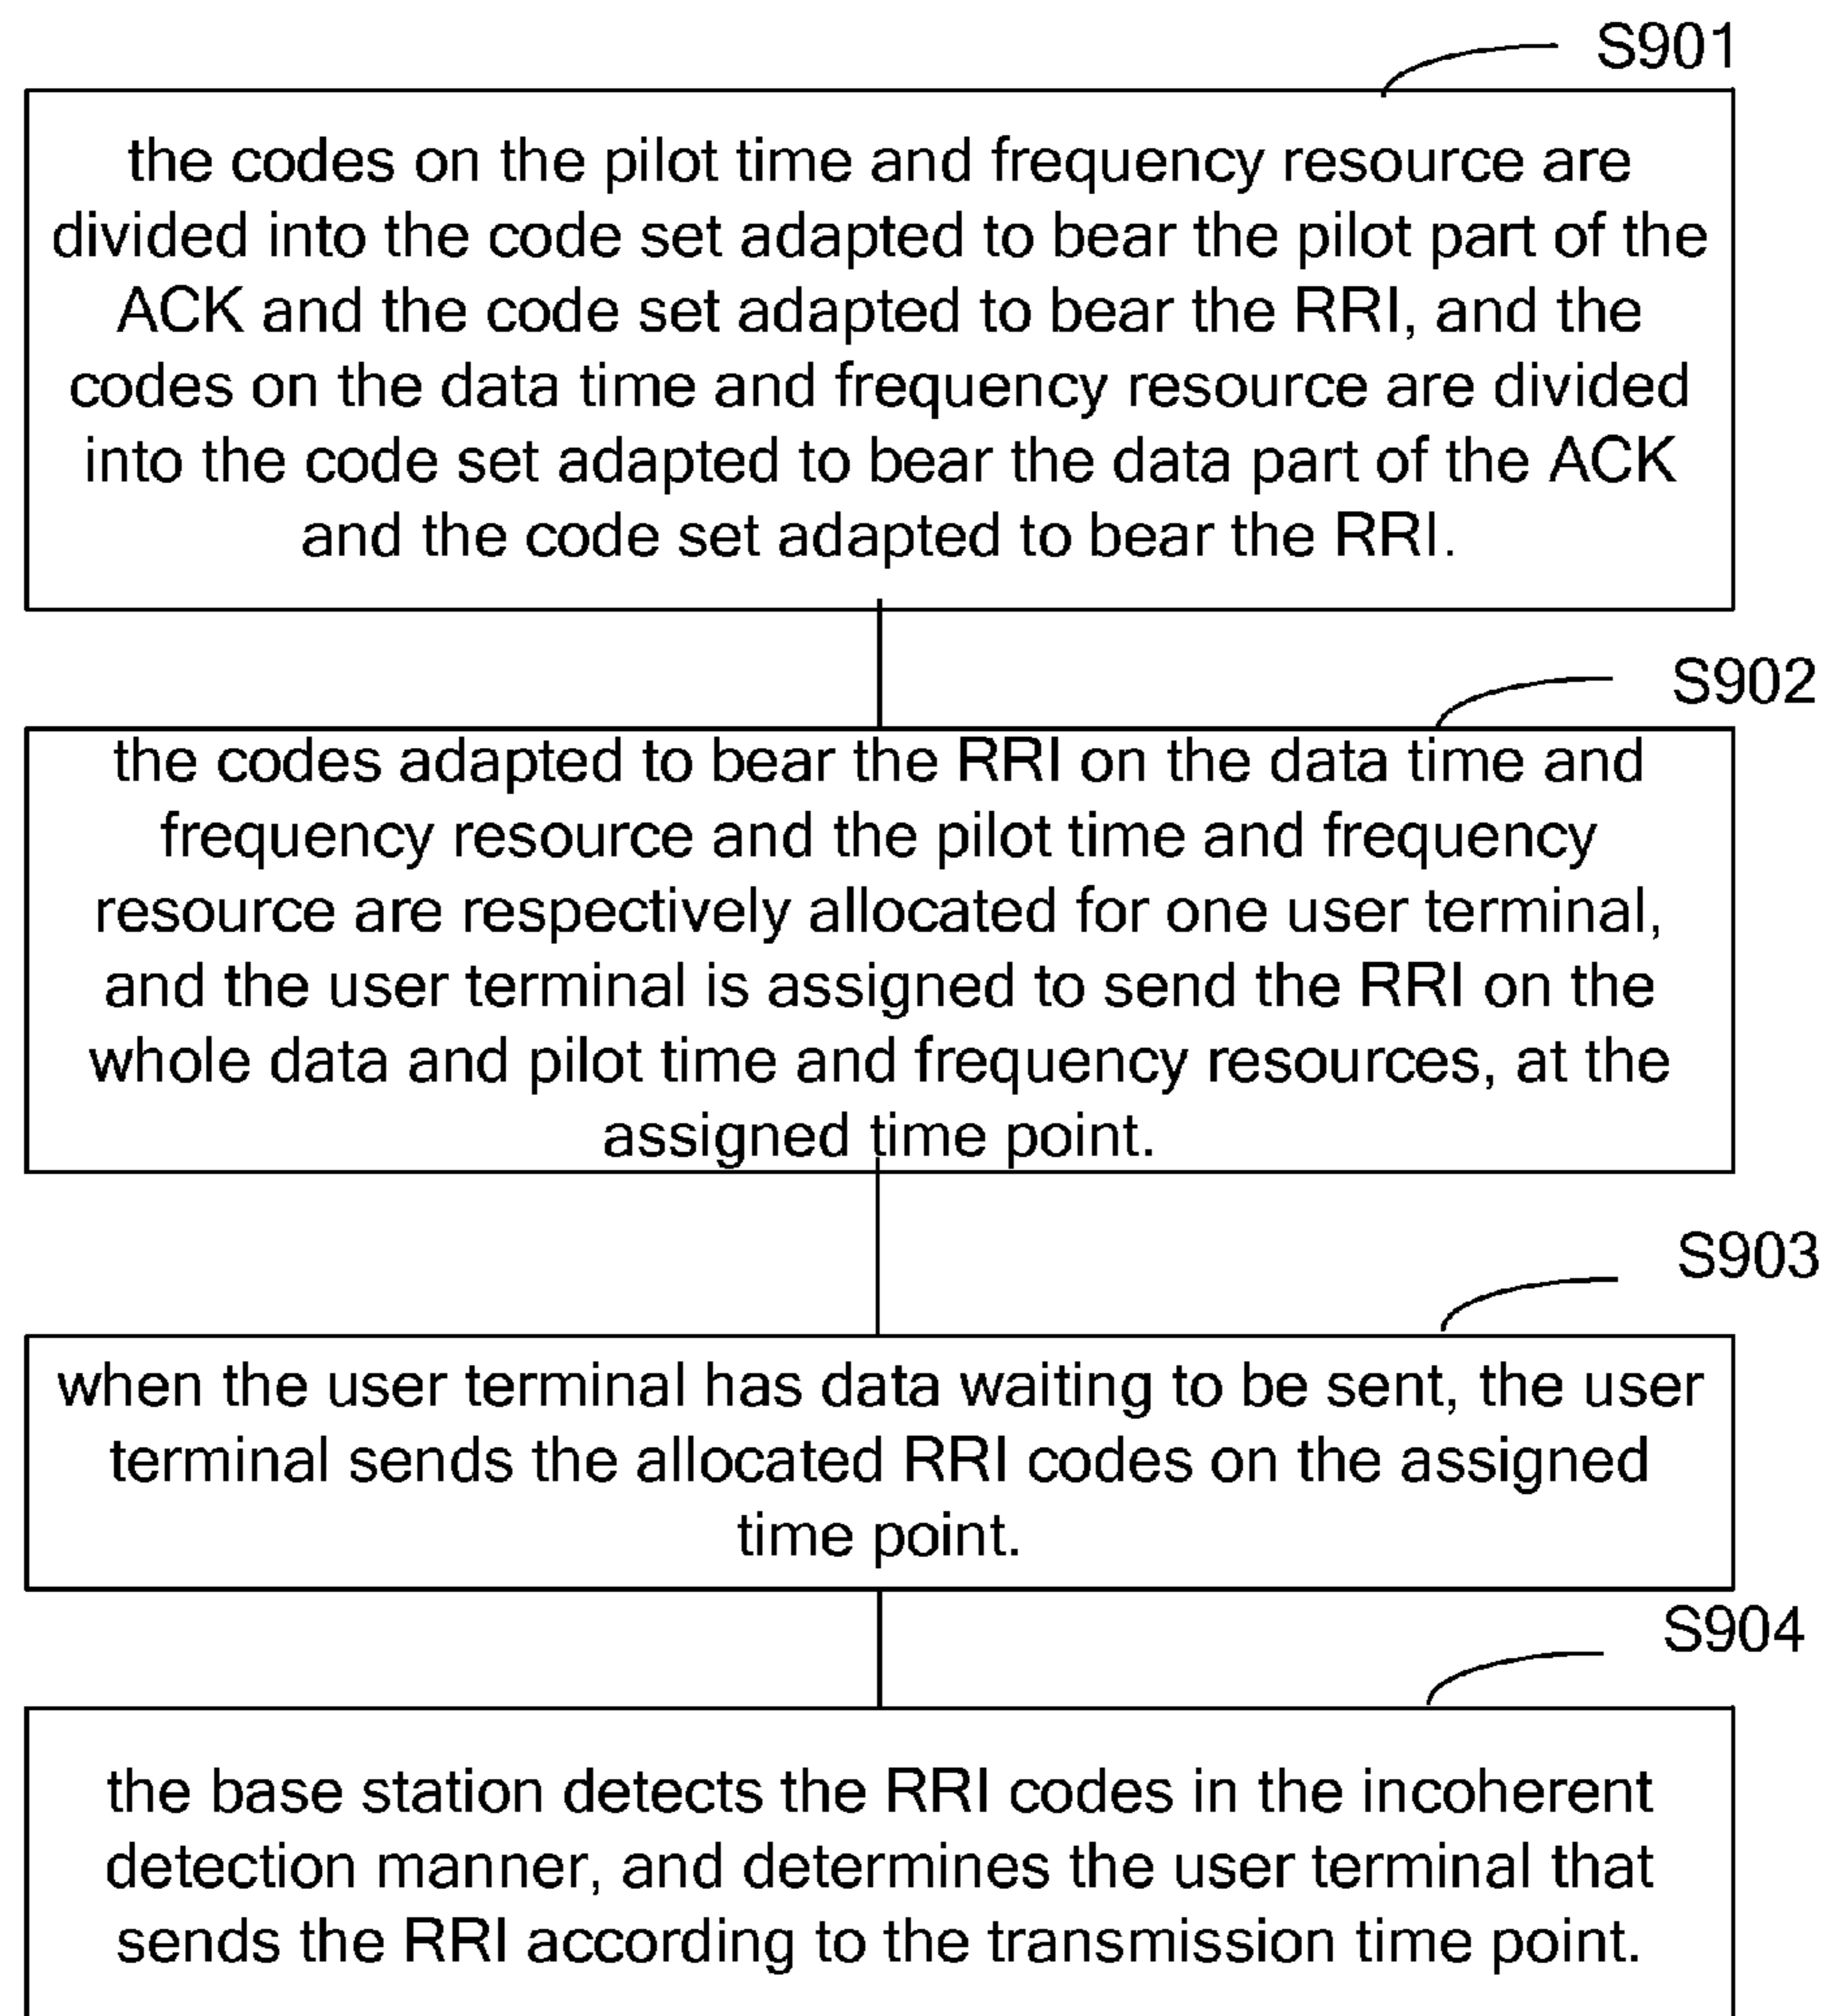 S901
the codes on the pilot time and frequency resource are
divided into the code set adapted to bear the pilot part of the
ACK and the code set adapted to bear the RRI, and the
codes on the data time and frequency resource are divided
into the code set adapted to bear the data part of the ACK
and the code set adapted to bear the RRI.
S902
the codes adapted to bear the RRI on the data time and
frequency resource and the pilot time and frequency
resource are respectively allocated for one user terminal,
and the user terminal is assigned to send the RRI on the
whole data and pilot time and frequency resources, at the
assigned time point.
S903
when the user terminal has data waiting to be sent, the user
terminal sends the allocated RRI codes on the assigned
time point.
S904
the base station detects the RRI codes in the incoherent
detection manner, and determines the user terminal that
sends the RRI according to the transmission time point.